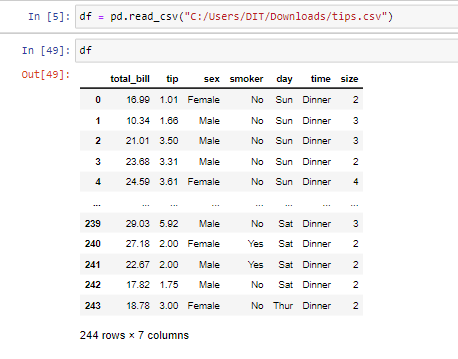 In [5]: df = pd.read_csv("C:/Users/DIT/Downloads/tips.csv")
In [49]: df
Out[49]:
total_bill tip sex smoker day time size
0 16.99 1.01 Female No Sun Dinner 2
1 10.34 1.66 Male No Sun Dinner 3
2 21.01 3.50 Male No Sun Dinner 3
3 23.68 3.31 Male No Sun Dinner 2
4 24.59 3.61 Female No Sun Dinner 4
... ... ... ... ... ... ... ...
239 29.03 5.92 Male No Sat Dinner 3
240 27.18 2.00 Female Yes Sat Dinner 2
241 22.67 2.00 Male Yes Sat Dinner 2
242 17.82 1.75 Male No Sat Dinner 2
243 18.78 3.00 Female No Thur Dinner 2
244 rows × 7 columns